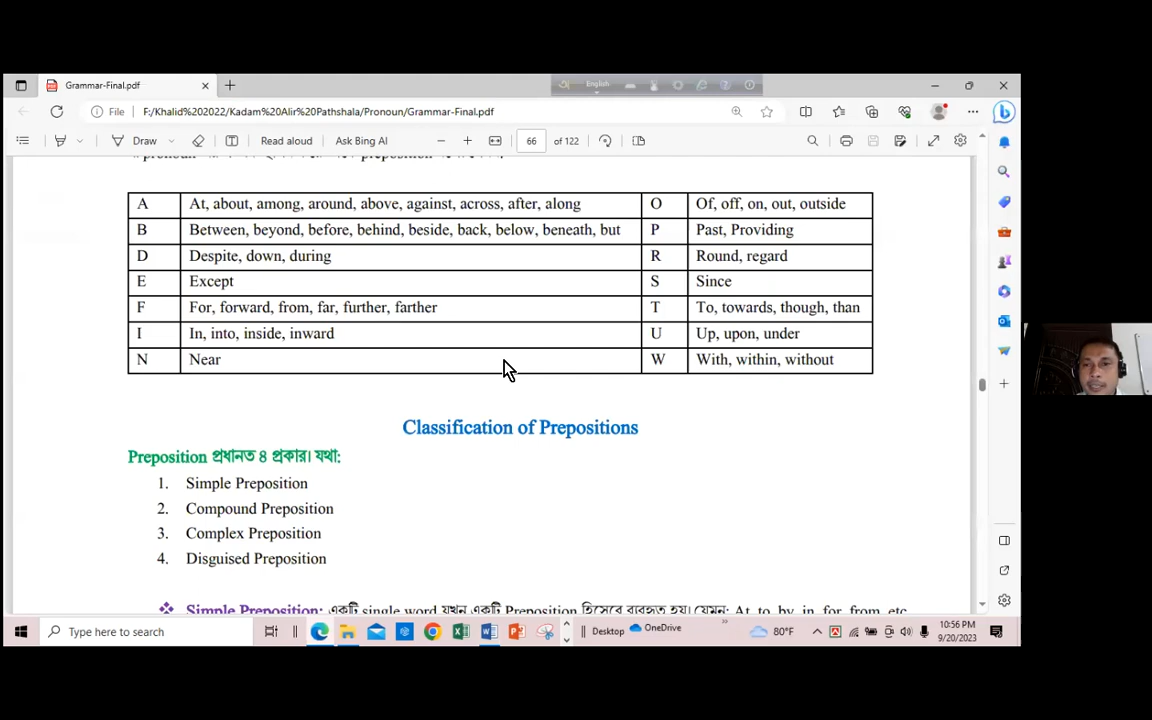 Grammar-Final.pdf
English
File F:/Khalid%202022/Kadam%20Alir%20Pathshala/Pronoun/Grammar-Final.pdf
Draw Read aloud Ask Bing AI 66 of 122
A At, about, among, around, above, against, across, after, along O Of, off, on, out, outside
B Between, beyond, before, behind, beside, back, below, beneath, but P Past, Providing
D Despite, down, during R Round, regard
E Except S Since
F For, forward, from, far, further, farther T To, towards, though, than
I In, into, inside, inward U Up, upon, under
N Near W With, within, without
Classification of Prepositions
Preposition প্রধানত ৪ প্রকার। যথা:
1. Simple Preposition
2. Compound Preposition
3. Complex Preposition
4. Disguised Preposition
Simple Preposition: একটি single word যখন একটি Preposition হিসেবে ব্যবহৃত হয়। যেমন: At, to, by, in, for, from, etc
Type here to search Desktop OneDrive 80°F 10:56 PM
9/20/2023